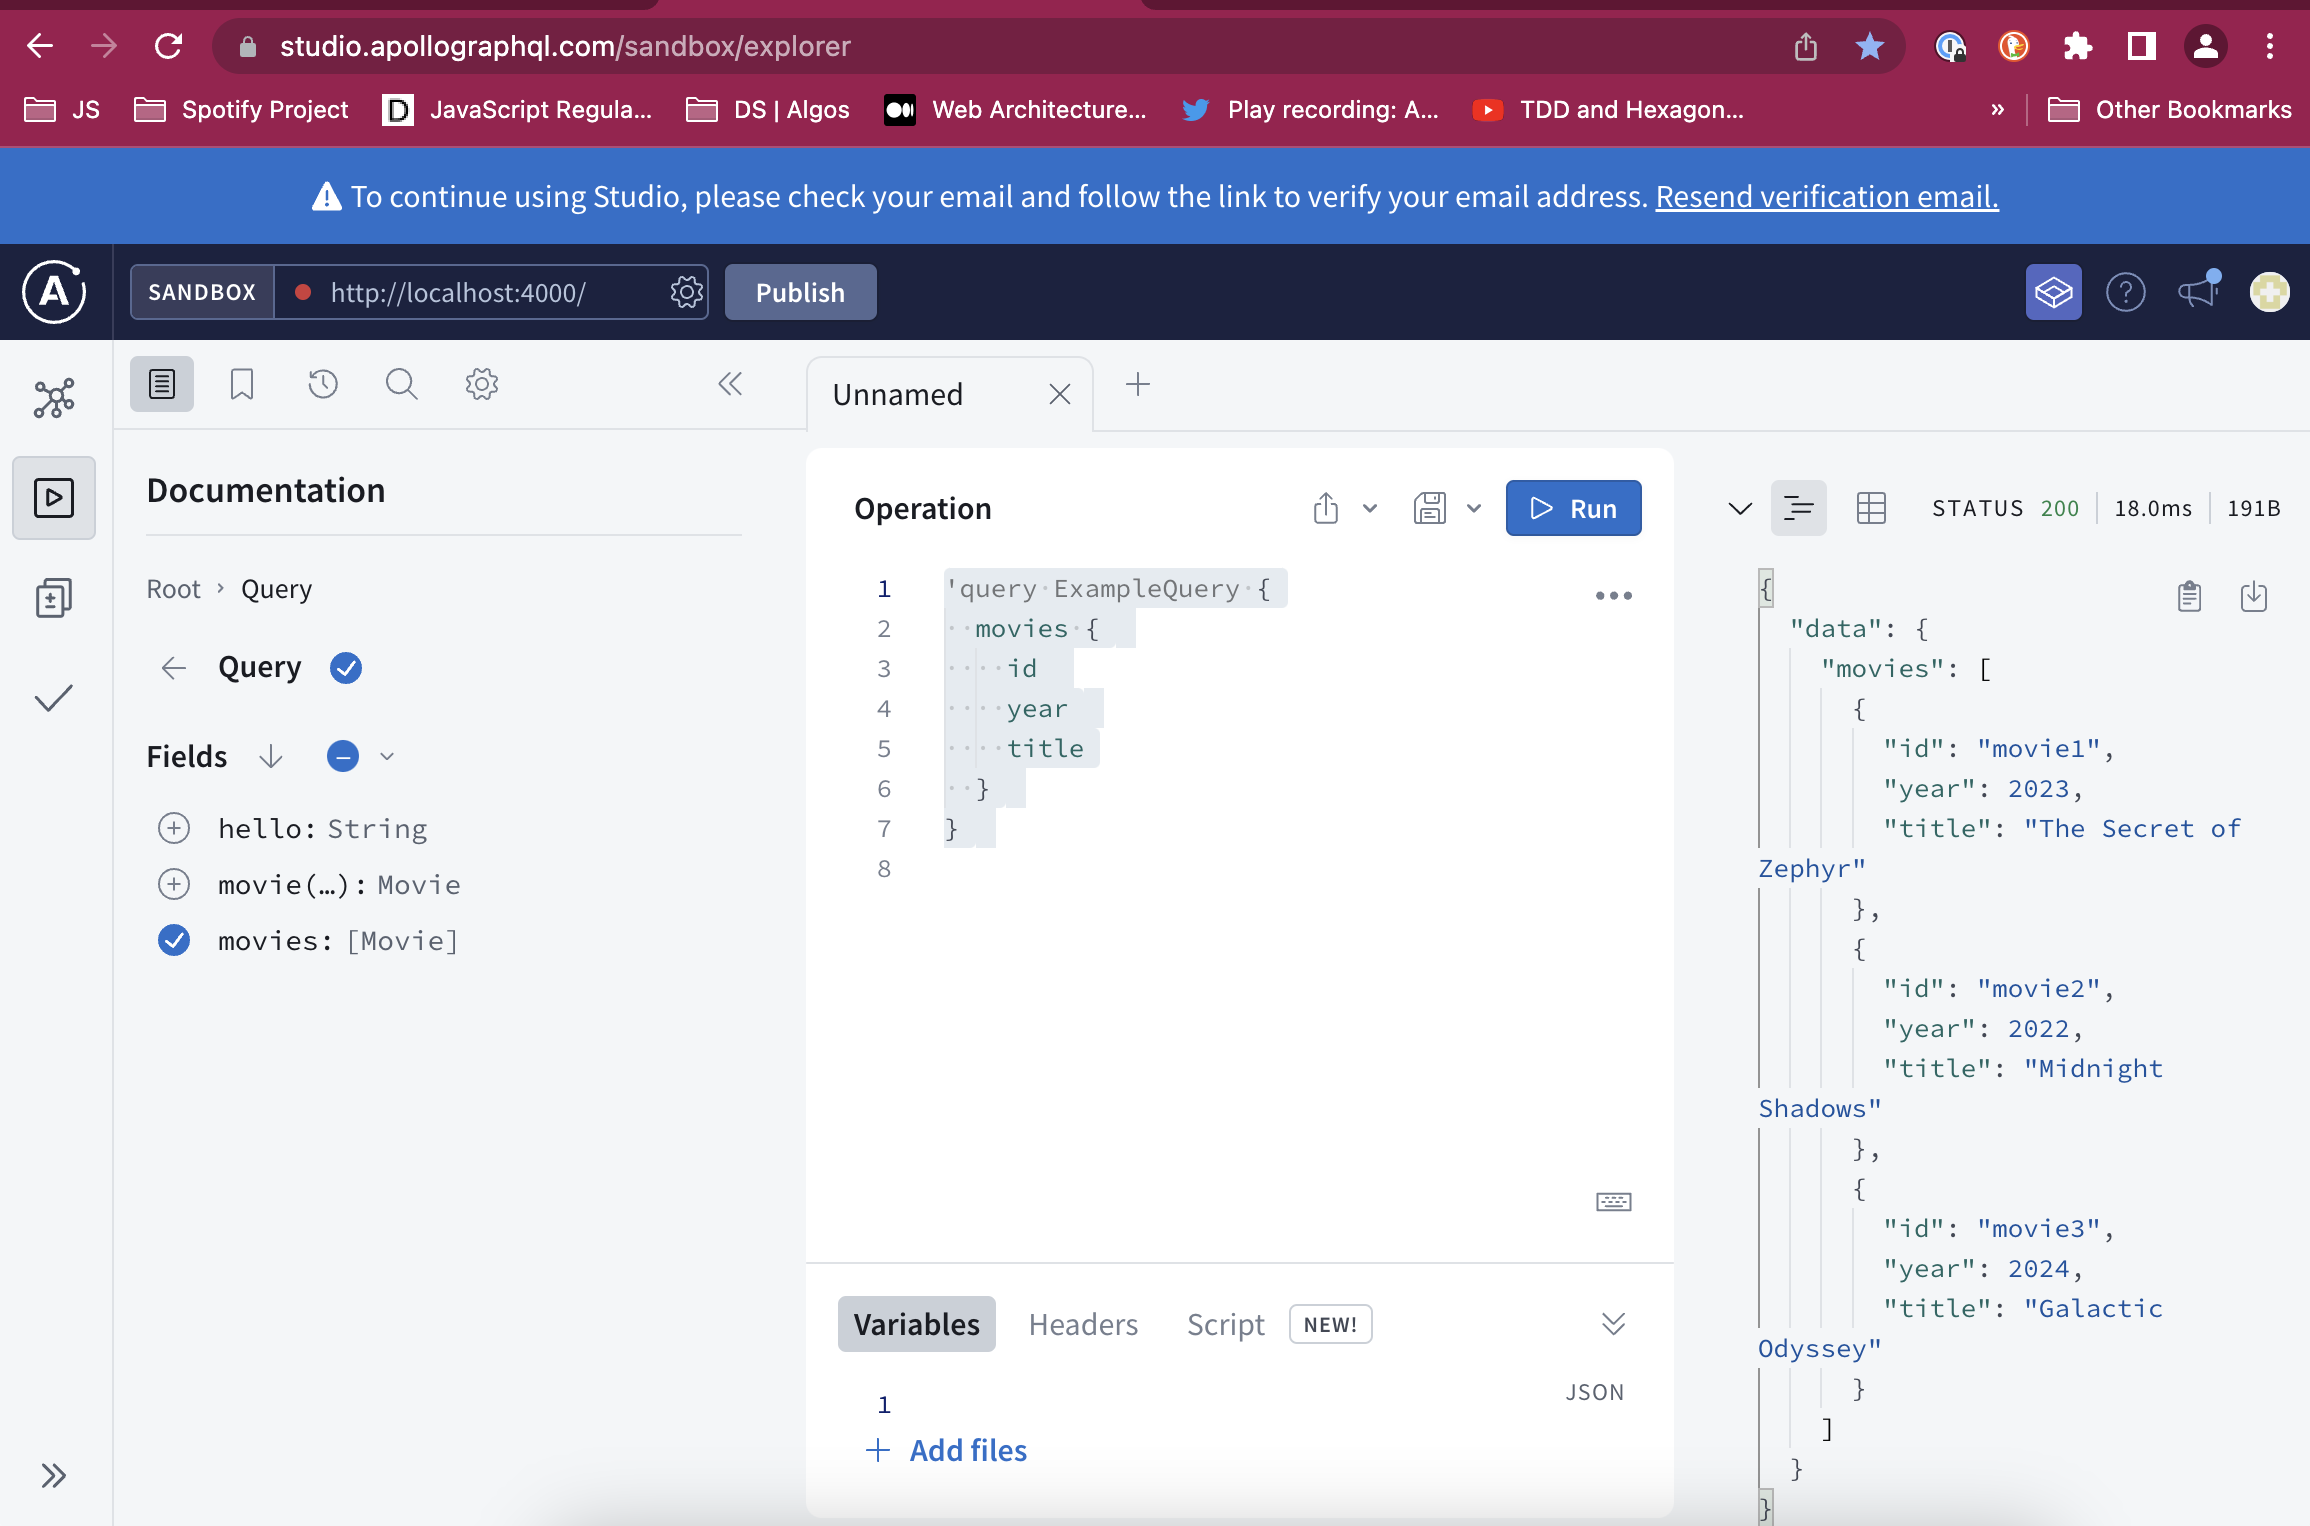 studio.apollographql.com/sandbox/explorer
JS
Spotify Project
JavaScript Regula...
DS | Algos
Web Architecture...
Play recording: A...
TDD and Hexagon...
»
Other Bookmarks
To continue using Studio, please check your email and follow the link to verify your email address. Resend verification email.
SANDBOX
http://localhost:4000/
Publish
Unnamed
Documentation
Root › Query
Query
Fields
hello: String
movie(…): Movie
movies: [Movie]
Operation
Run
1 'query ExampleQuery {
2 movies {
3 id
4 year
5 title
6 }
7 }
8
Variables
Headers
Script
NEW!
JSON
1
+ Add files
STATUS 200
18.0ms
191B
{
"data": {
"movies": [
{
"id": "movie1",
"year": 2023,
"title": "The Secret of
Zephyr"
},
{
"id": "movie2",
"year": 2022,
"title": "Midnight
Shadows"
},
{
"id": "movie3",
"year": 2024,
"title": "Galactic
Odyssey"
}
]
}
}